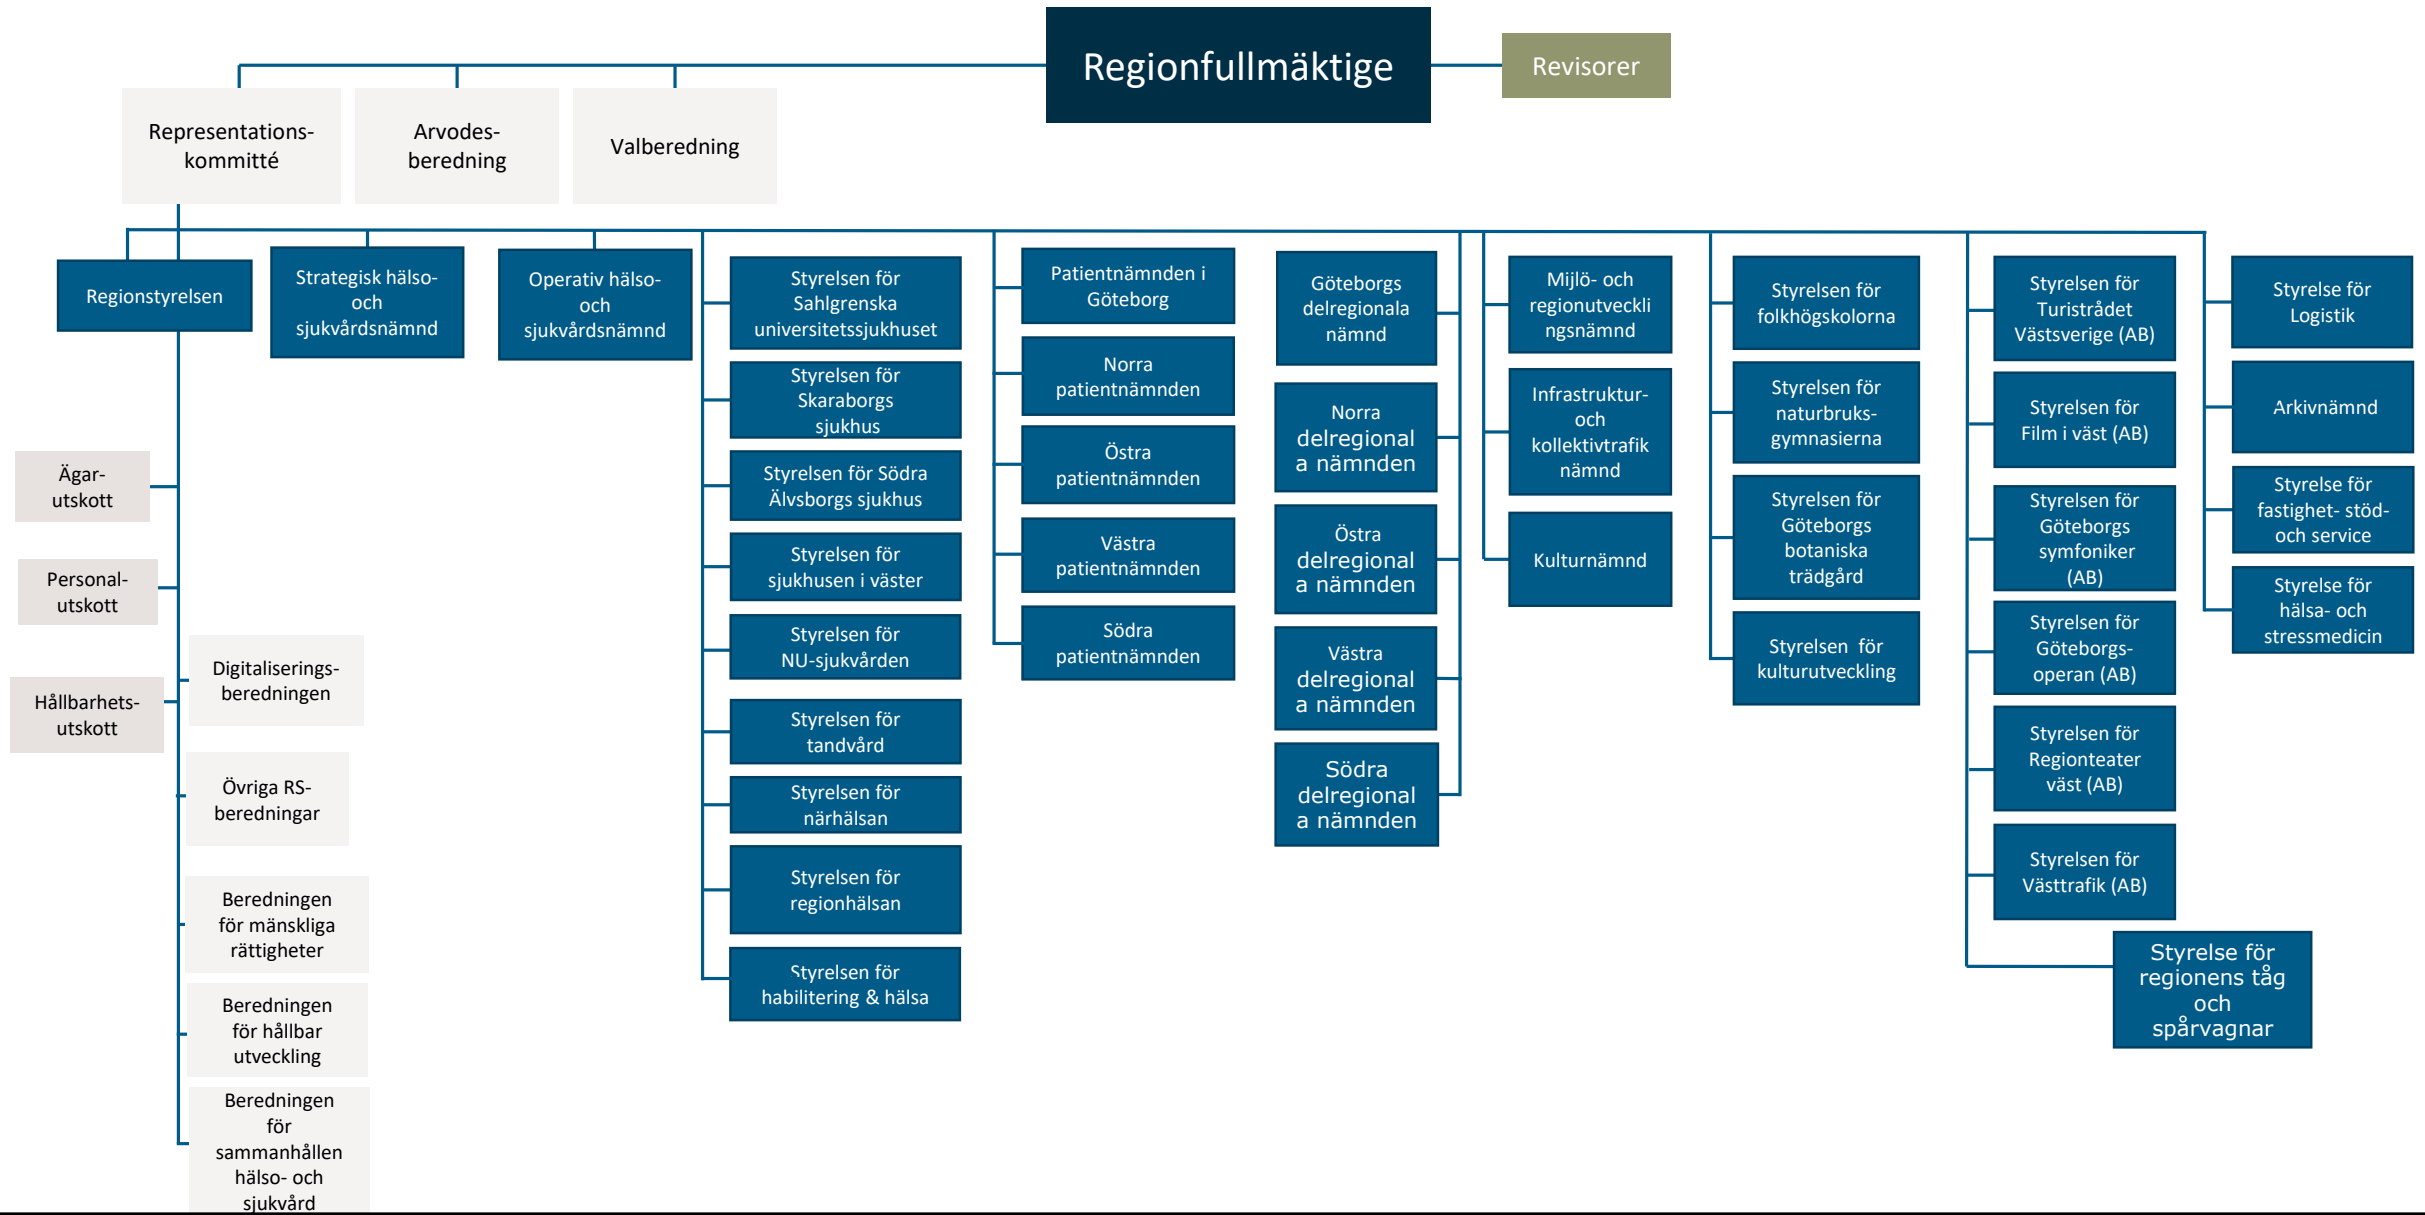 Regionfullmäktige
Revisorer
Representations-
kommitté
Arvodes-
beredning
Valberedning
Regionstyrelsen
Strategisk hälso-
och
sjukvårdsnämnd
Operativ hälso-
och
sjukvårdsnämnd
Ägar-
utskott
Personal-
utskott
Hållbarhets-
utskott
Digitaliserings-
beredningen
Övriga RS-
beredningar
Beredningen
för mänskliga
rättigheter
Beredningen
för hållbar
utveckling
Beredningen
för
sammanhållen
hälso- och
sjukvård
Styrelsen för
Sahlgrenska
universitetssjukhuset
Styrelsen för
Skaraborgs
sjukhus
Styrelsen för Södra
Älvsborgs sjukhus
Styrelsen för
sjukhusen i väster
Styrelsen för
NU-sjukvården
Styrelsen för
tandvård
Styrelsen för
närhälsan
Styrelsen för
regionhälsan
Styrelsen för
habilitering & hälsa
Patientnämnden i
Göteborg
Norra
patientnämnden
Östra
patientnämnden
Västra
patientnämnden
Södra
patientnämnden
Göteborgs
delregionala
nämnd
Norra
delregional
a nämnden
Östra
delregional
a nämnden
Västra
delregional
a nämnden
Södra
delregional
a nämnden
Mijlö- och
regionutveckli
ngsnämnd
Infrastruktur-
och
kollektivtrafik
nämnd
Kulturnämnd
Styrelsen för
folkhögskolorna
Styrelsen för
naturbruks-
gymnasierna
Styrelsen för
Göteborgs
botaniska
trädgård
Styrelsen för
kulturutveckling
Styrelsen för
Turistrådet
Västsverige (AB)
Styrelsen för
Film i väst (AB)
Styrelsen för
Göteborgs
symfoniker
(AB)
Styrelsen för
Göteborgs-
operan (AB)
Styrelsen för
Regionteater
väst (AB)
Styrelsen för
Västtrafik (AB)
Styrelse för
regionens tåg
och
spårvagnar
Styrelse för
Logistik
Arkivnämnd
Styrelse för
fastighet- stöd-
och service
Styrelse för
hälsa- och
stressmedicin